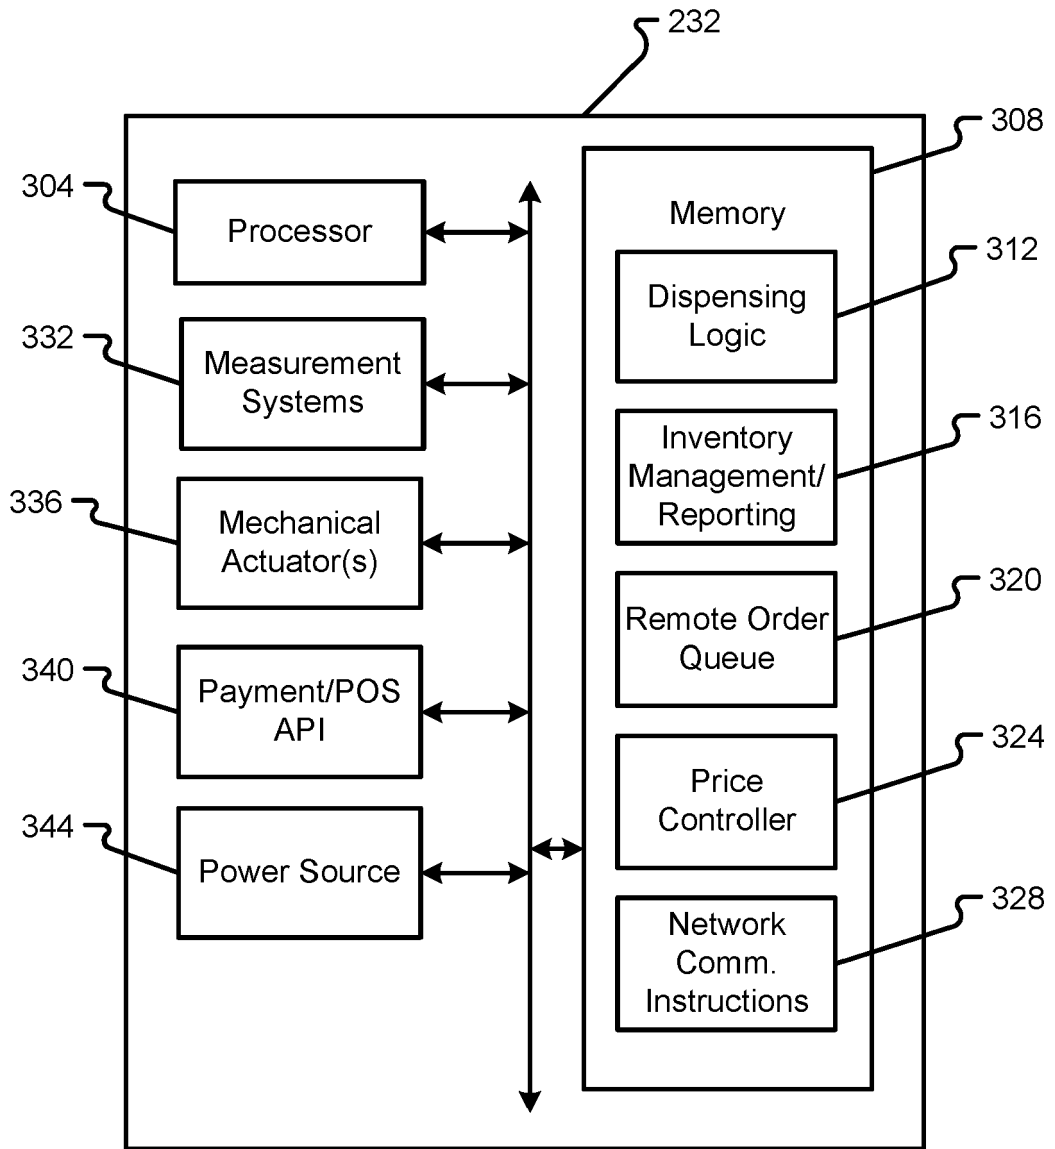 232
308
304
Processor
Memory
312
Dispensing
Logic
332
Measurement
Systems
316
Inventory
Management/
Reporting
336
Mechanical
Actuator(s)
320
Remote Order
Queue
340
Payment/POS
API
324
Price
Controller
344
Power Source
328
Network
Comm.
Instructions